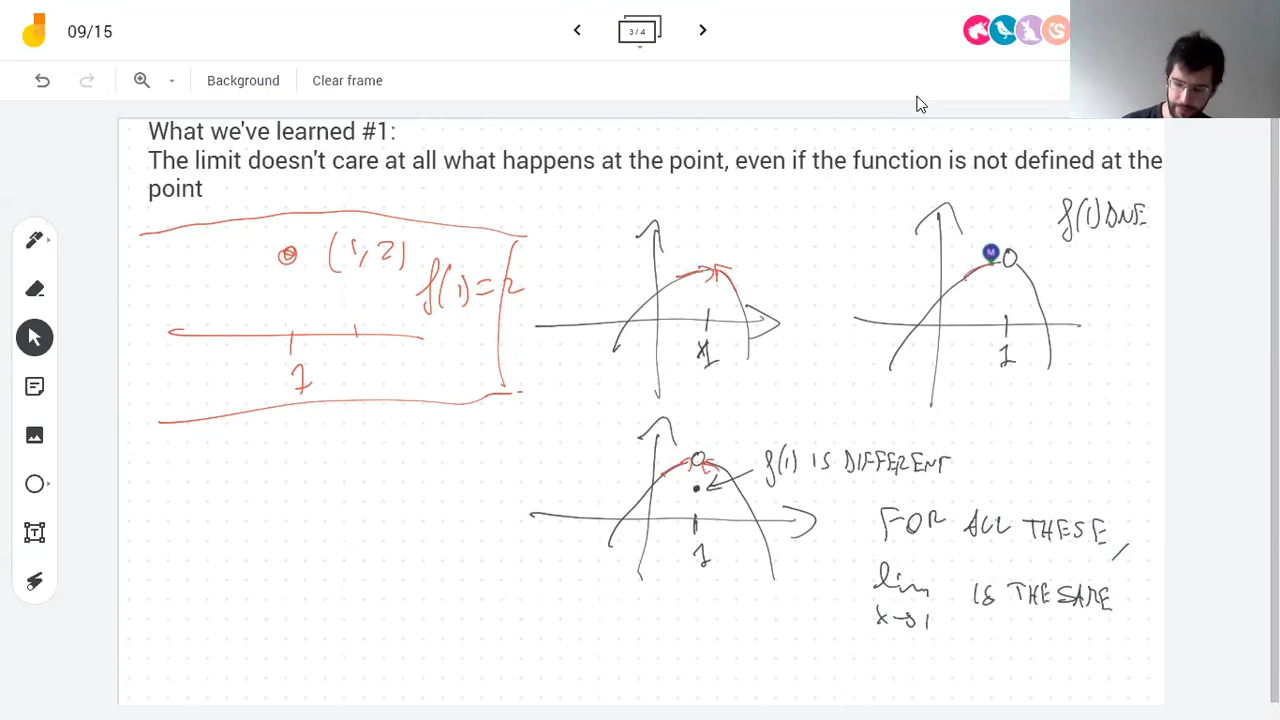 09/15
3 / 4
Background
Clear frame
What we've learned #1:
The limit doesn't care at all what happens at the point, even if the function is not defined at the
point
(1,2)
f(1)=2
1
1
f(1) DNE
M
1
f(1) IS DIFFERENT
1
FOR ALL THESE,
lim IS THE SAME
x→1